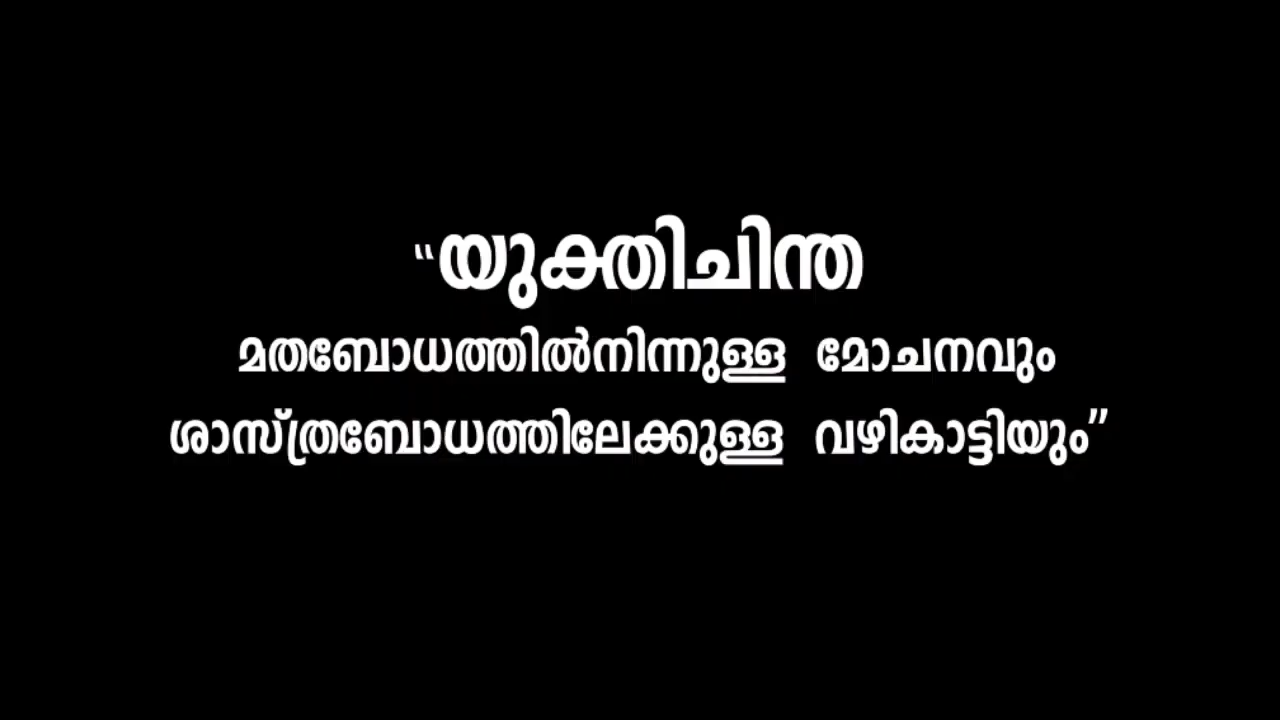 “യുക്തിചിന്ത
മതബോധത്തിൽനിന്നുള്ള മോചനവും
ശാസ്ത്രബോധത്തിലേക്കുള്ള വഴികാട്ടിയും”